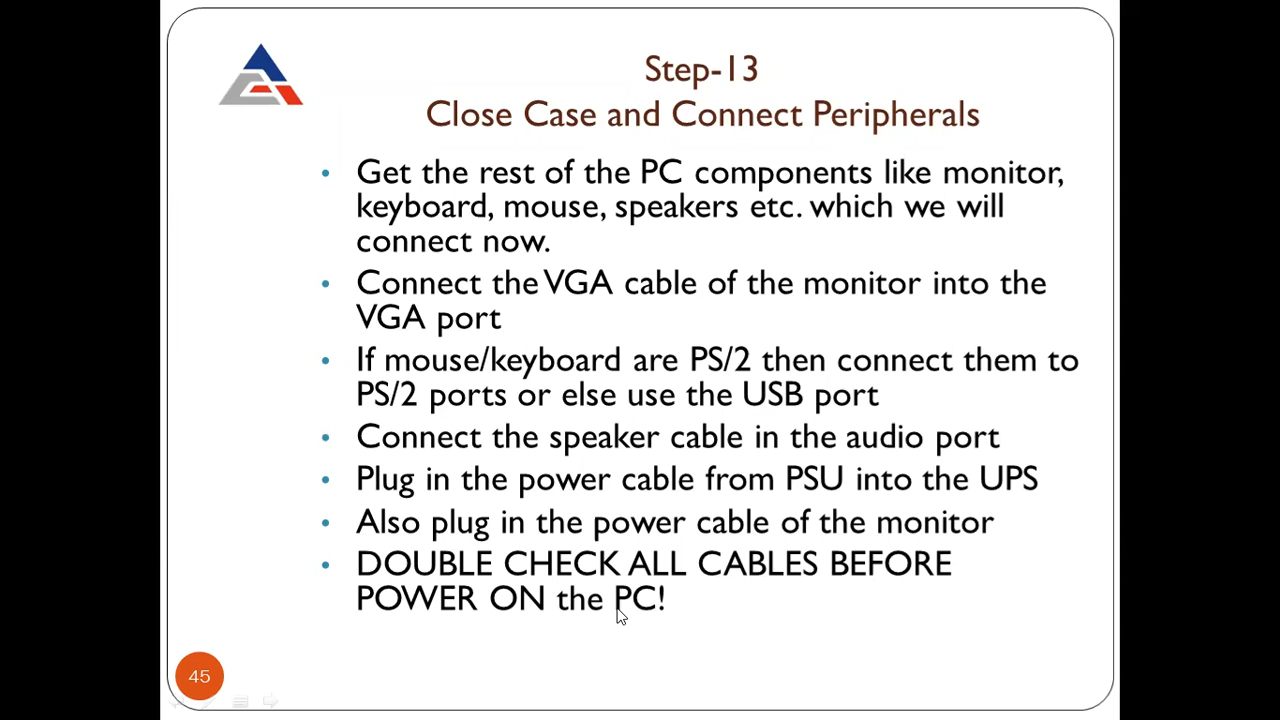 Step-13
Close Case and Connect Peripherals
• Get the rest of the PC components like monitor,
keyboard, mouse, speakers etc. which we will
connect now.
• Connect the VGA cable of the monitor into the
VGA port
• If mouse/keyboard are PS/2 then connect them to
PS/2 ports or else use the USB port
• Connect the speaker cable in the audio port
• Plug in the power cable from PSU into the UPS
• Also plug in the power cable of the monitor
• DOUBLE CHECK ALL CABLES BEFORE
POWER ON the PC!
45